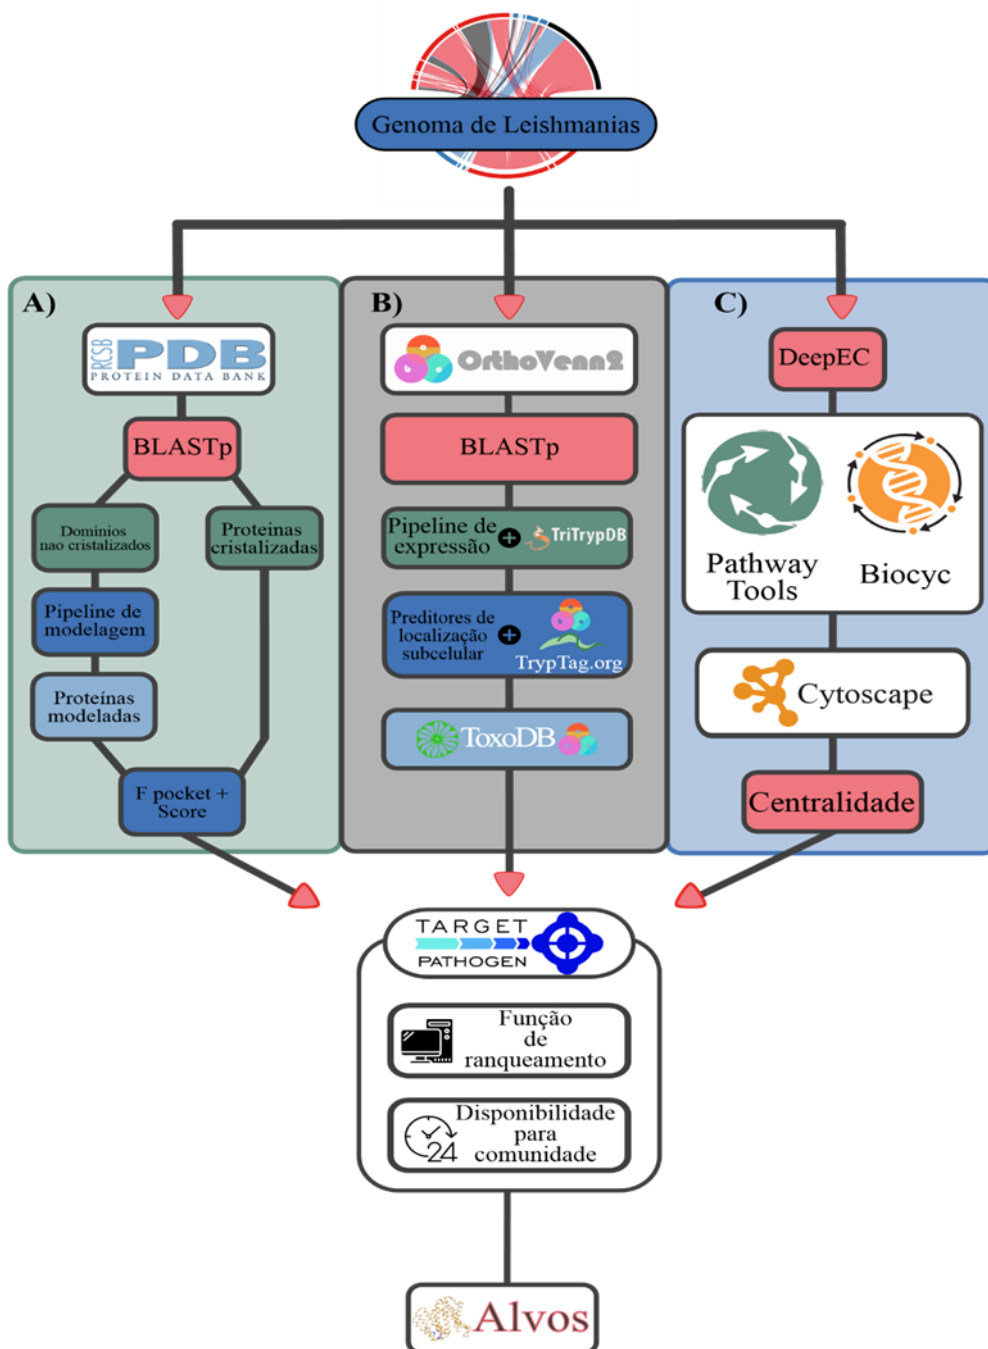 Genoma de Leishmanias
A)
RCSB
PDB
PROTEIN DATA BANK
BLASTp
Domínios
nao cristalizados
Proteinas
cristalizadas
Pipeline de
modelagem
Proteínas
modeladas
F pocket +
Score
B)
OrthoVenn2
BLASTp
Pipeline de
expressão
TriTrypDB
Preditores de
localização
subcelular
TrypTag.org
ToxoDB
C)
DeepEC
Pathway
Tools
Biocyc
Cytoscape
Centralidade
TARGET
PATHOGEN
Função
de
ranqueamento
24
Disponibilidade
para
comunidade
Alvos